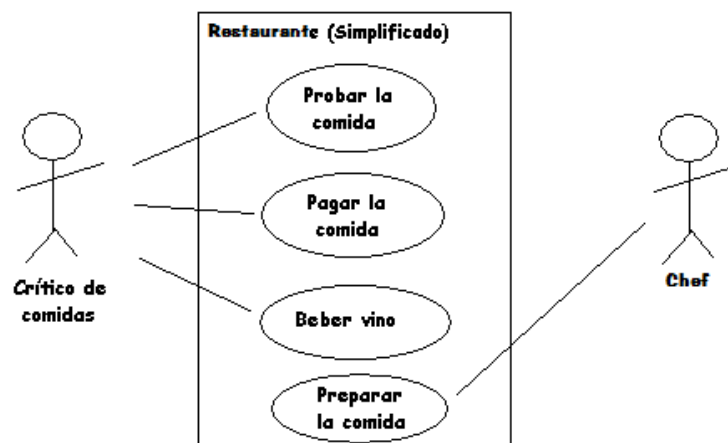 Restaurante (Simplificado)
Probar la
comida
Pagar la
comida
Crítico de
comidas
Chef
Beber vino
Preparar
la comida